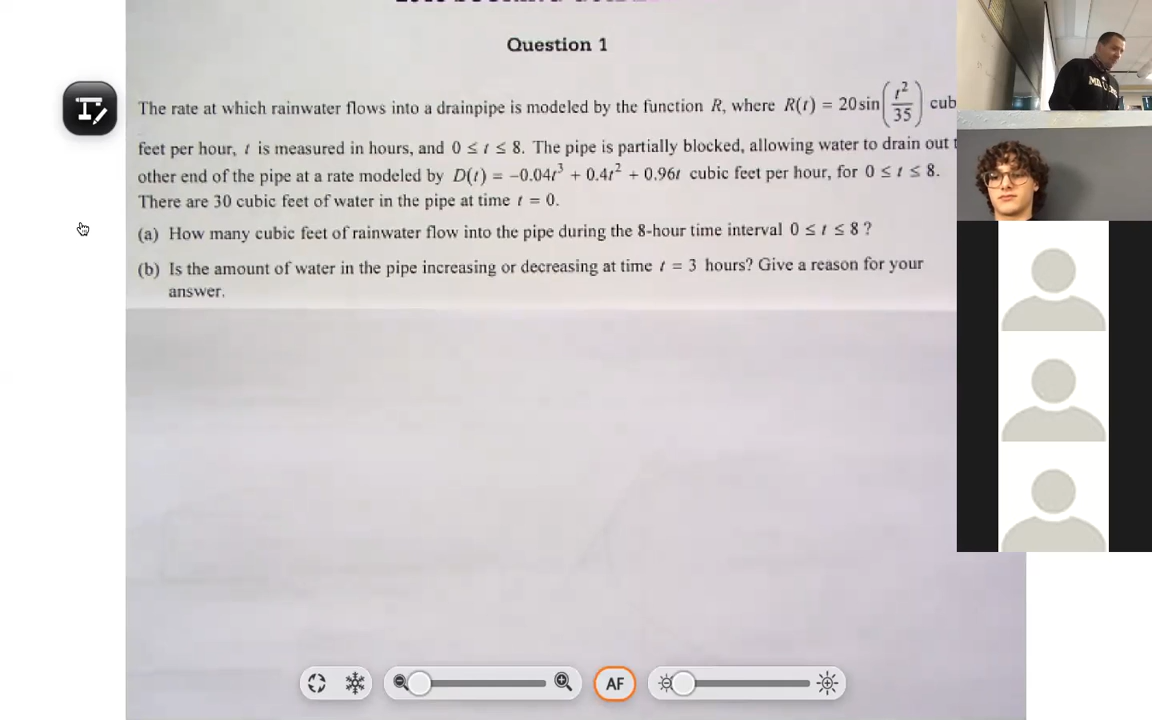 Question 1
The rate at which rainwater flows into a drainpipe is modeled by the function R, where R(t) = 20 sin(t²/35) cub
feet per hour, t is measured in hours, and 0 ≤ t ≤ 8. The pipe is partially blocked, allowing water to drain out
other end of the pipe at a rate modeled by D(t) = −0.04t³ + 0.4t² + 0.96t cubic feet per hour, for 0 ≤ t ≤ 8.
There are 30 cubic feet of water in the pipe at time t = 0.
(a) How many cubic feet of rainwater flow into the pipe during the 8-hour time interval 0 ≤ t ≤ 8 ?
(b) Is the amount of water in the pipe increasing or decreasing at time t = 3 hours? Give a reason for your
answer.
AF